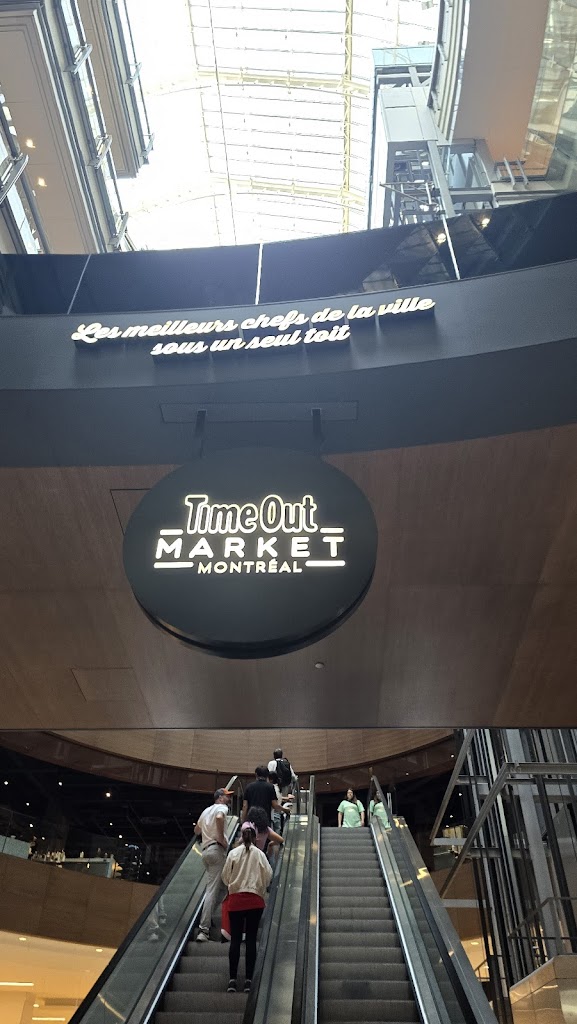 Les meilleurs chefs de la ville
sous un seul toit
Time Out
MARKET
MONTRÉAL